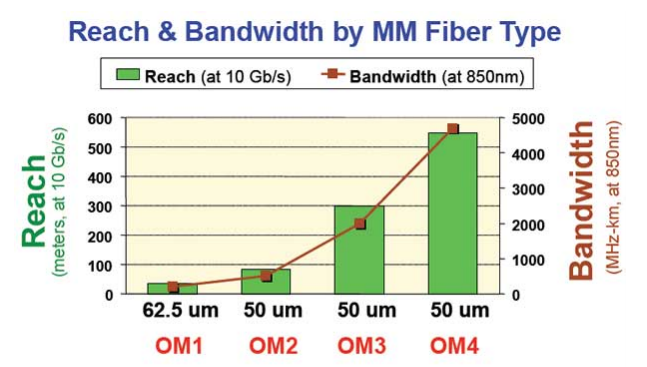 Reach & Bandwidth by MM Fiber Type
Reach (at 10 Gb/s) Bandwidth (at 850nm)
Reach
(meters, at 10 Gb/s)
600
500
400
300
200
100
0
5000
4000
3000
2000
1000
0
Bandwidth
(MHz-km, at 850nm)
62.5 um 50 um 50 um 50 um
OM1 OM2 OM3 OM4